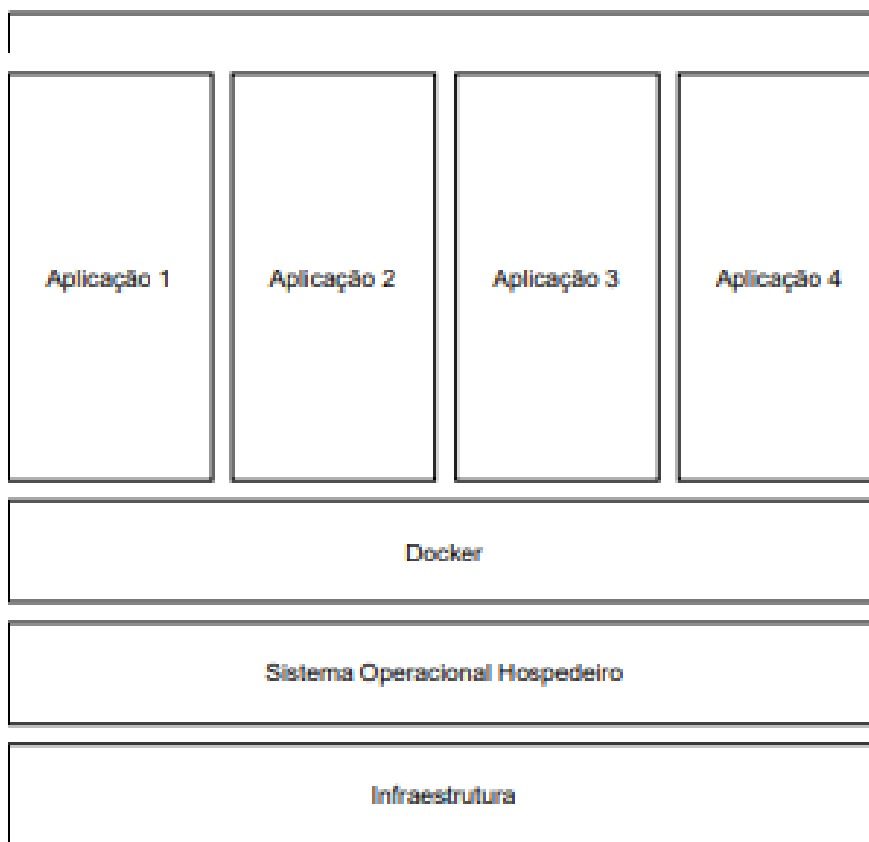 Aplicação 1
Aplicação 2
Aplicação 3
Aplicação 4
Docker
Sistema Operacional Hospedeiro
Infraestrutura